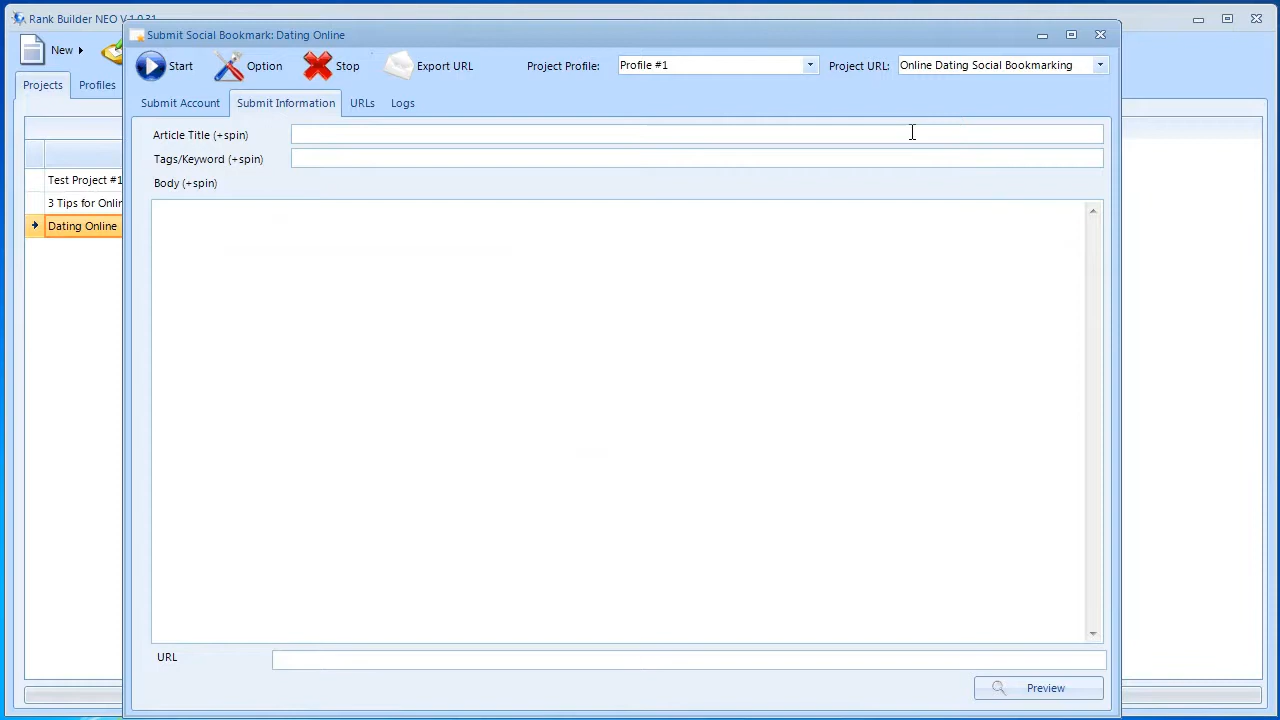 Rank Builder NEO V 1.0.31
Submit Social Bookmark: Dating Online
New
Start
Option
Stop
Export URL
Project Profile:
Profile #1
Project URL:
Online Dating Social Bookmarking
Projects
Profiles
Submit Account
Submit Information
URLs
Logs
Article Title (+spin)
Tags/Keyword (+spin)
Body (+spin)
Test Project #1
3 Tips for Onlin
Dating Online
URL
Preview